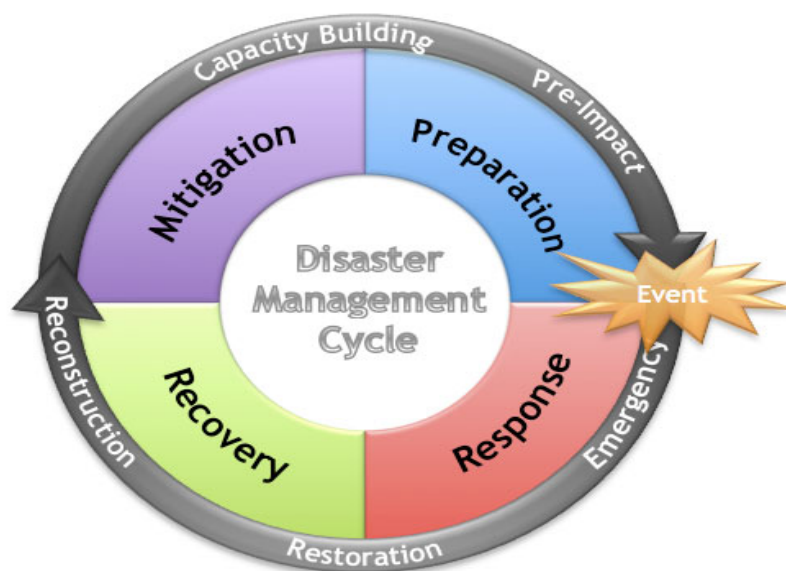 Capacity Building
Pre-Impact
Mitigation
Preparation
Disaster
Management
Cycle
Event
Reconstruction
Recovery
Response
Emergency
Restoration